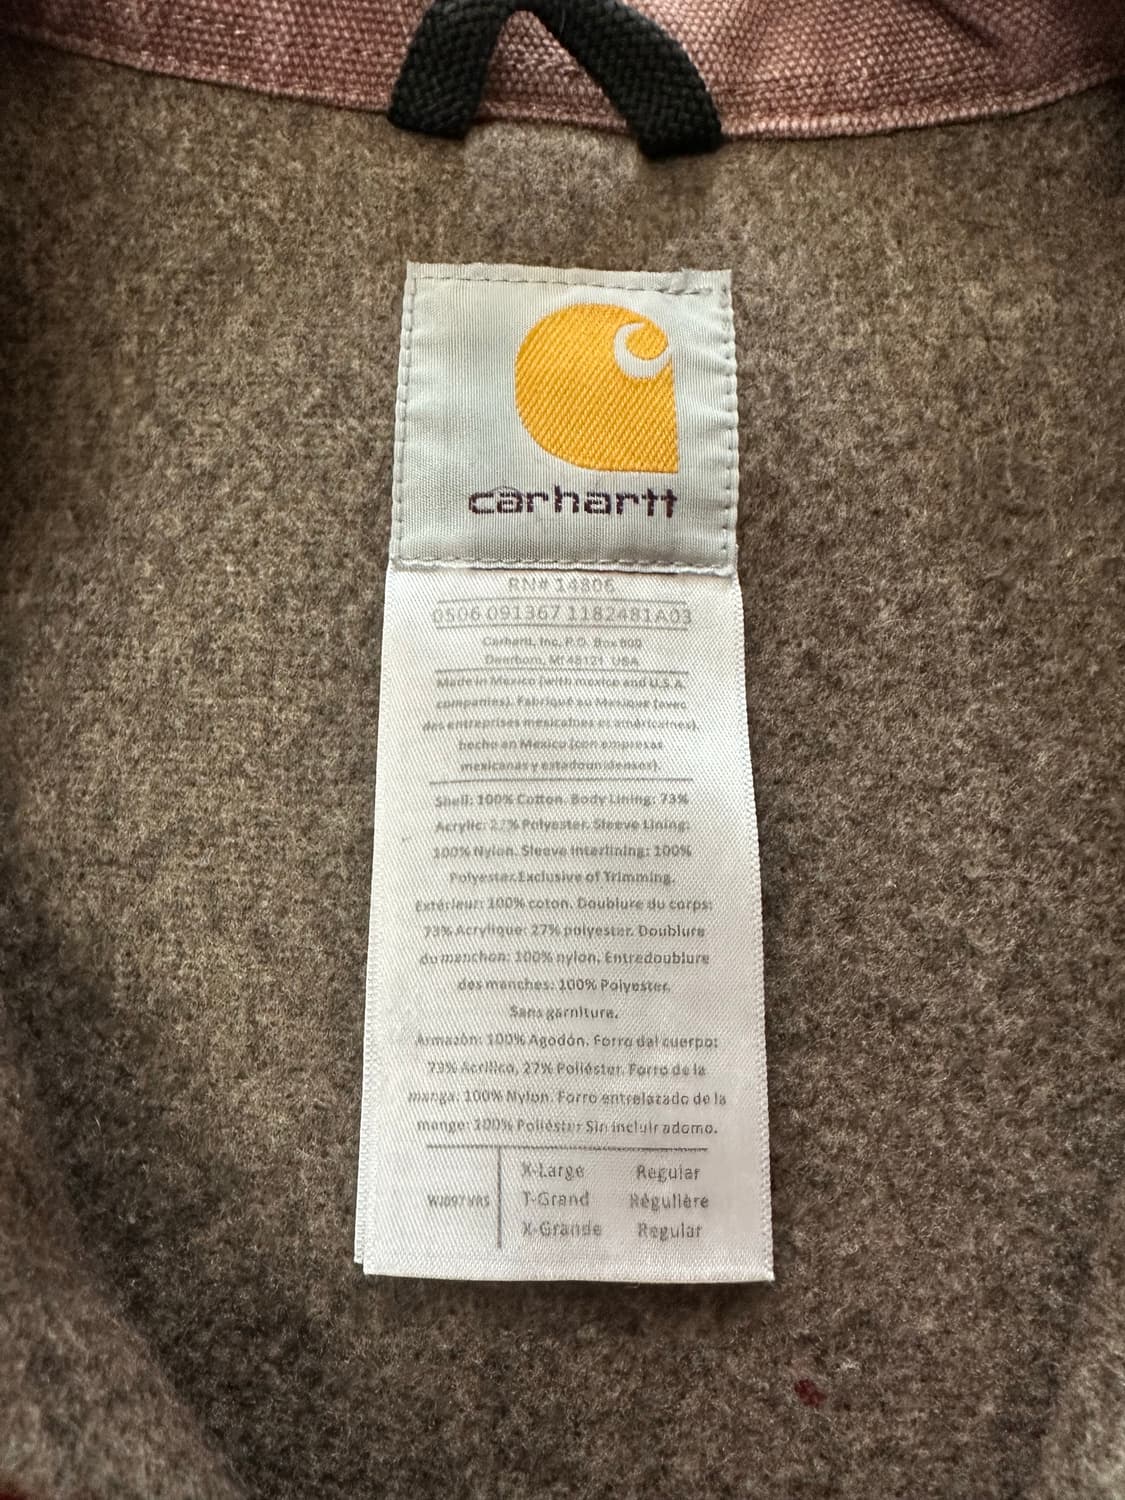 carhartt
RN# 14806
0506 091367 1182481A03
Carhartt, Inc, P.O. Box 600
Dearborn, MI 48121 USA
Made in Mexico (with mexico and U.S.A.
companies). Fabriqué au Mexique (avec
des entreprises mexicaines et américaines).
hecho en Mexico (con empresas
mexicanas y estadounidenses).
Shell: 100% Cotton. Body Lining: 73%
Acrylic: 27% Polyester. Sleeve Lining:
100% Nylon. Sleeve Interlining: 100%
Polyester.Exclusive of Trimming.
Extérieur: 100% coton. Doublure du corps:
73% Acrylique: 27% polyester. Doublure
du manchon: 100% nylon. Entredoublure
des manches: 100% Polyester.
Sans garniture.
Armazón: 100% Agodón. Forro dal cuerpo:
73% Acrílico, 27% Poliéster. Forro de la
manga: 100% Nylon. Forro entrelazado de la
mange: 100% Poliéster Sin incluir adorno.
X-Large Regular
WJ097 VRS T-Grand Régulière
X-Grande Regular